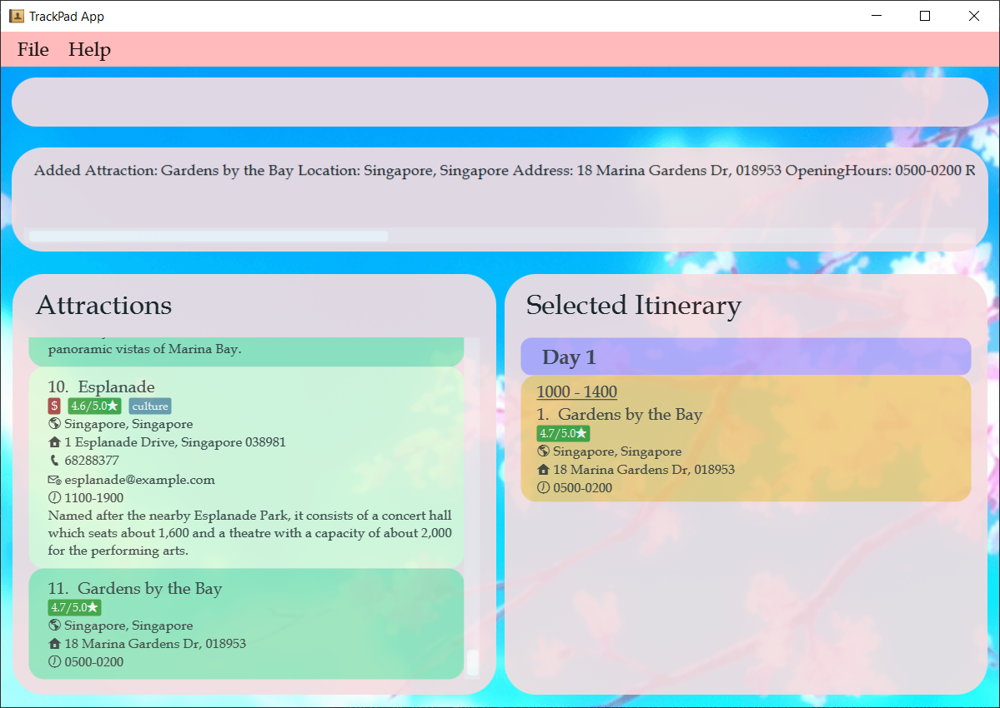 TrackPad App
File Help
Added Attraction: Gardens by the Bay Location: Singapore, Singapore Address: 18 Marina Gardens Dr, 018953 OpeningHours: 0500-0200 R
Attractions
panoramic vistas of Marina Bay.
10. Esplanade
$ 4.6/5.0★ culture
Singapore, Singapore
1 Esplanade Drive, Singapore 038981
68288377
esplanade@example.com
1100-1900
Named after the nearby Esplanade Park, it consists of a concert hall
which seats about 1,600 and a theatre with a capacity of about 2,000
for the performing arts.
11. Gardens by the Bay
4.7/5.0★
Singapore, Singapore
18 Marina Gardens Dr, 018953
0500-0200
Selected Itinerary
Day 1
1000 - 1400
1. Gardens by the Bay
4.7/5.0★
Singapore, Singapore
18 Marina Gardens Dr, 018953
0500-0200